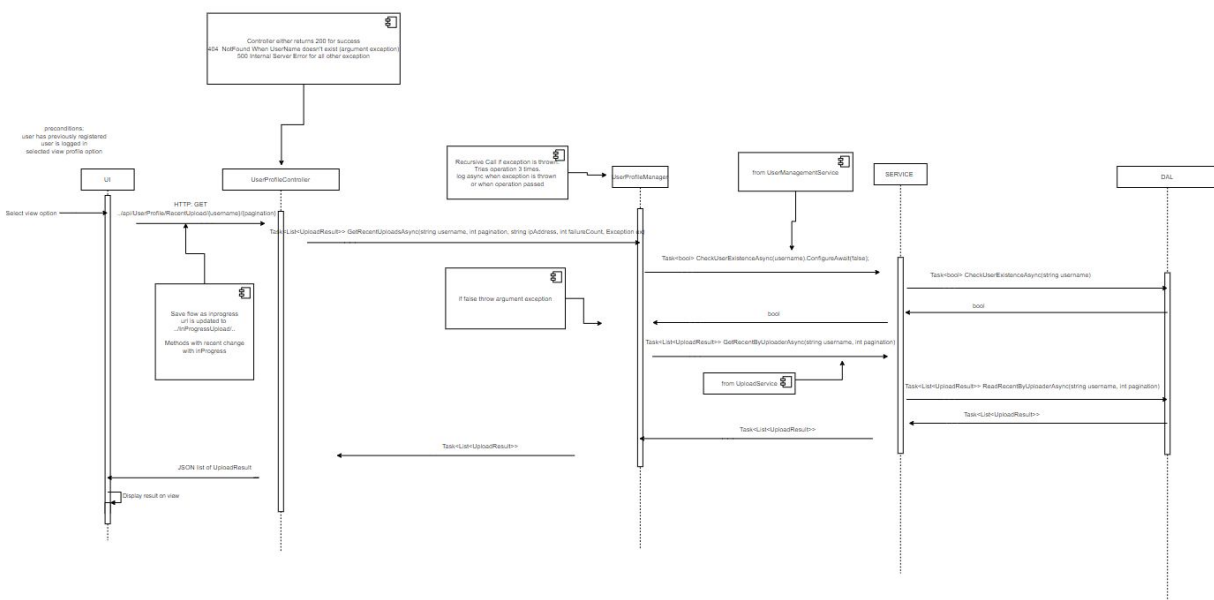 Controller either returns 200 for success
404 NotFound When UserName doesn't exist (argument exception)
500 Internal Server Error for all other exception
preconditions:
user has previously registered
user is logged in
selected view profile option
Recursive Call if exception is thrown.
Tries operation 3 times.
log async when exception is thrown
or when operation passed
from UserManagementService
UI
UserProfileController
UserProfileManager
SERVICE
DAL
Select view option
HTTP: GET
../api/UserProfile/RecentUpload/{username}/{pagination}
Task<List<UploadResult>> GetRecentUploadsAsync(string username, int pagination, string ipAddress, int failureCount, Exception ex)
Task<bool> CheckUserExistenceAsync(username).ConfigureAwait(false);
Task<bool> CheckUserExistenceAsync(string username)
Save flow as inprogress
url is updated to
../InProgressUpload/..
Methods with recent change
with inProgress
If false throw argument exception
bool
bool
Task<List<UploadResult>> GetRecentByUploaderAsync(string username, int pagination)
from UploadService
Task<List<UploadResult>> ReadRecentByUploaderAsync(string username, int pagination)
Task<List<UploadResult>>
Task<List<UploadResult>>
Task<List<UploadResult>>
JSON list of UploadResult
Display result on view